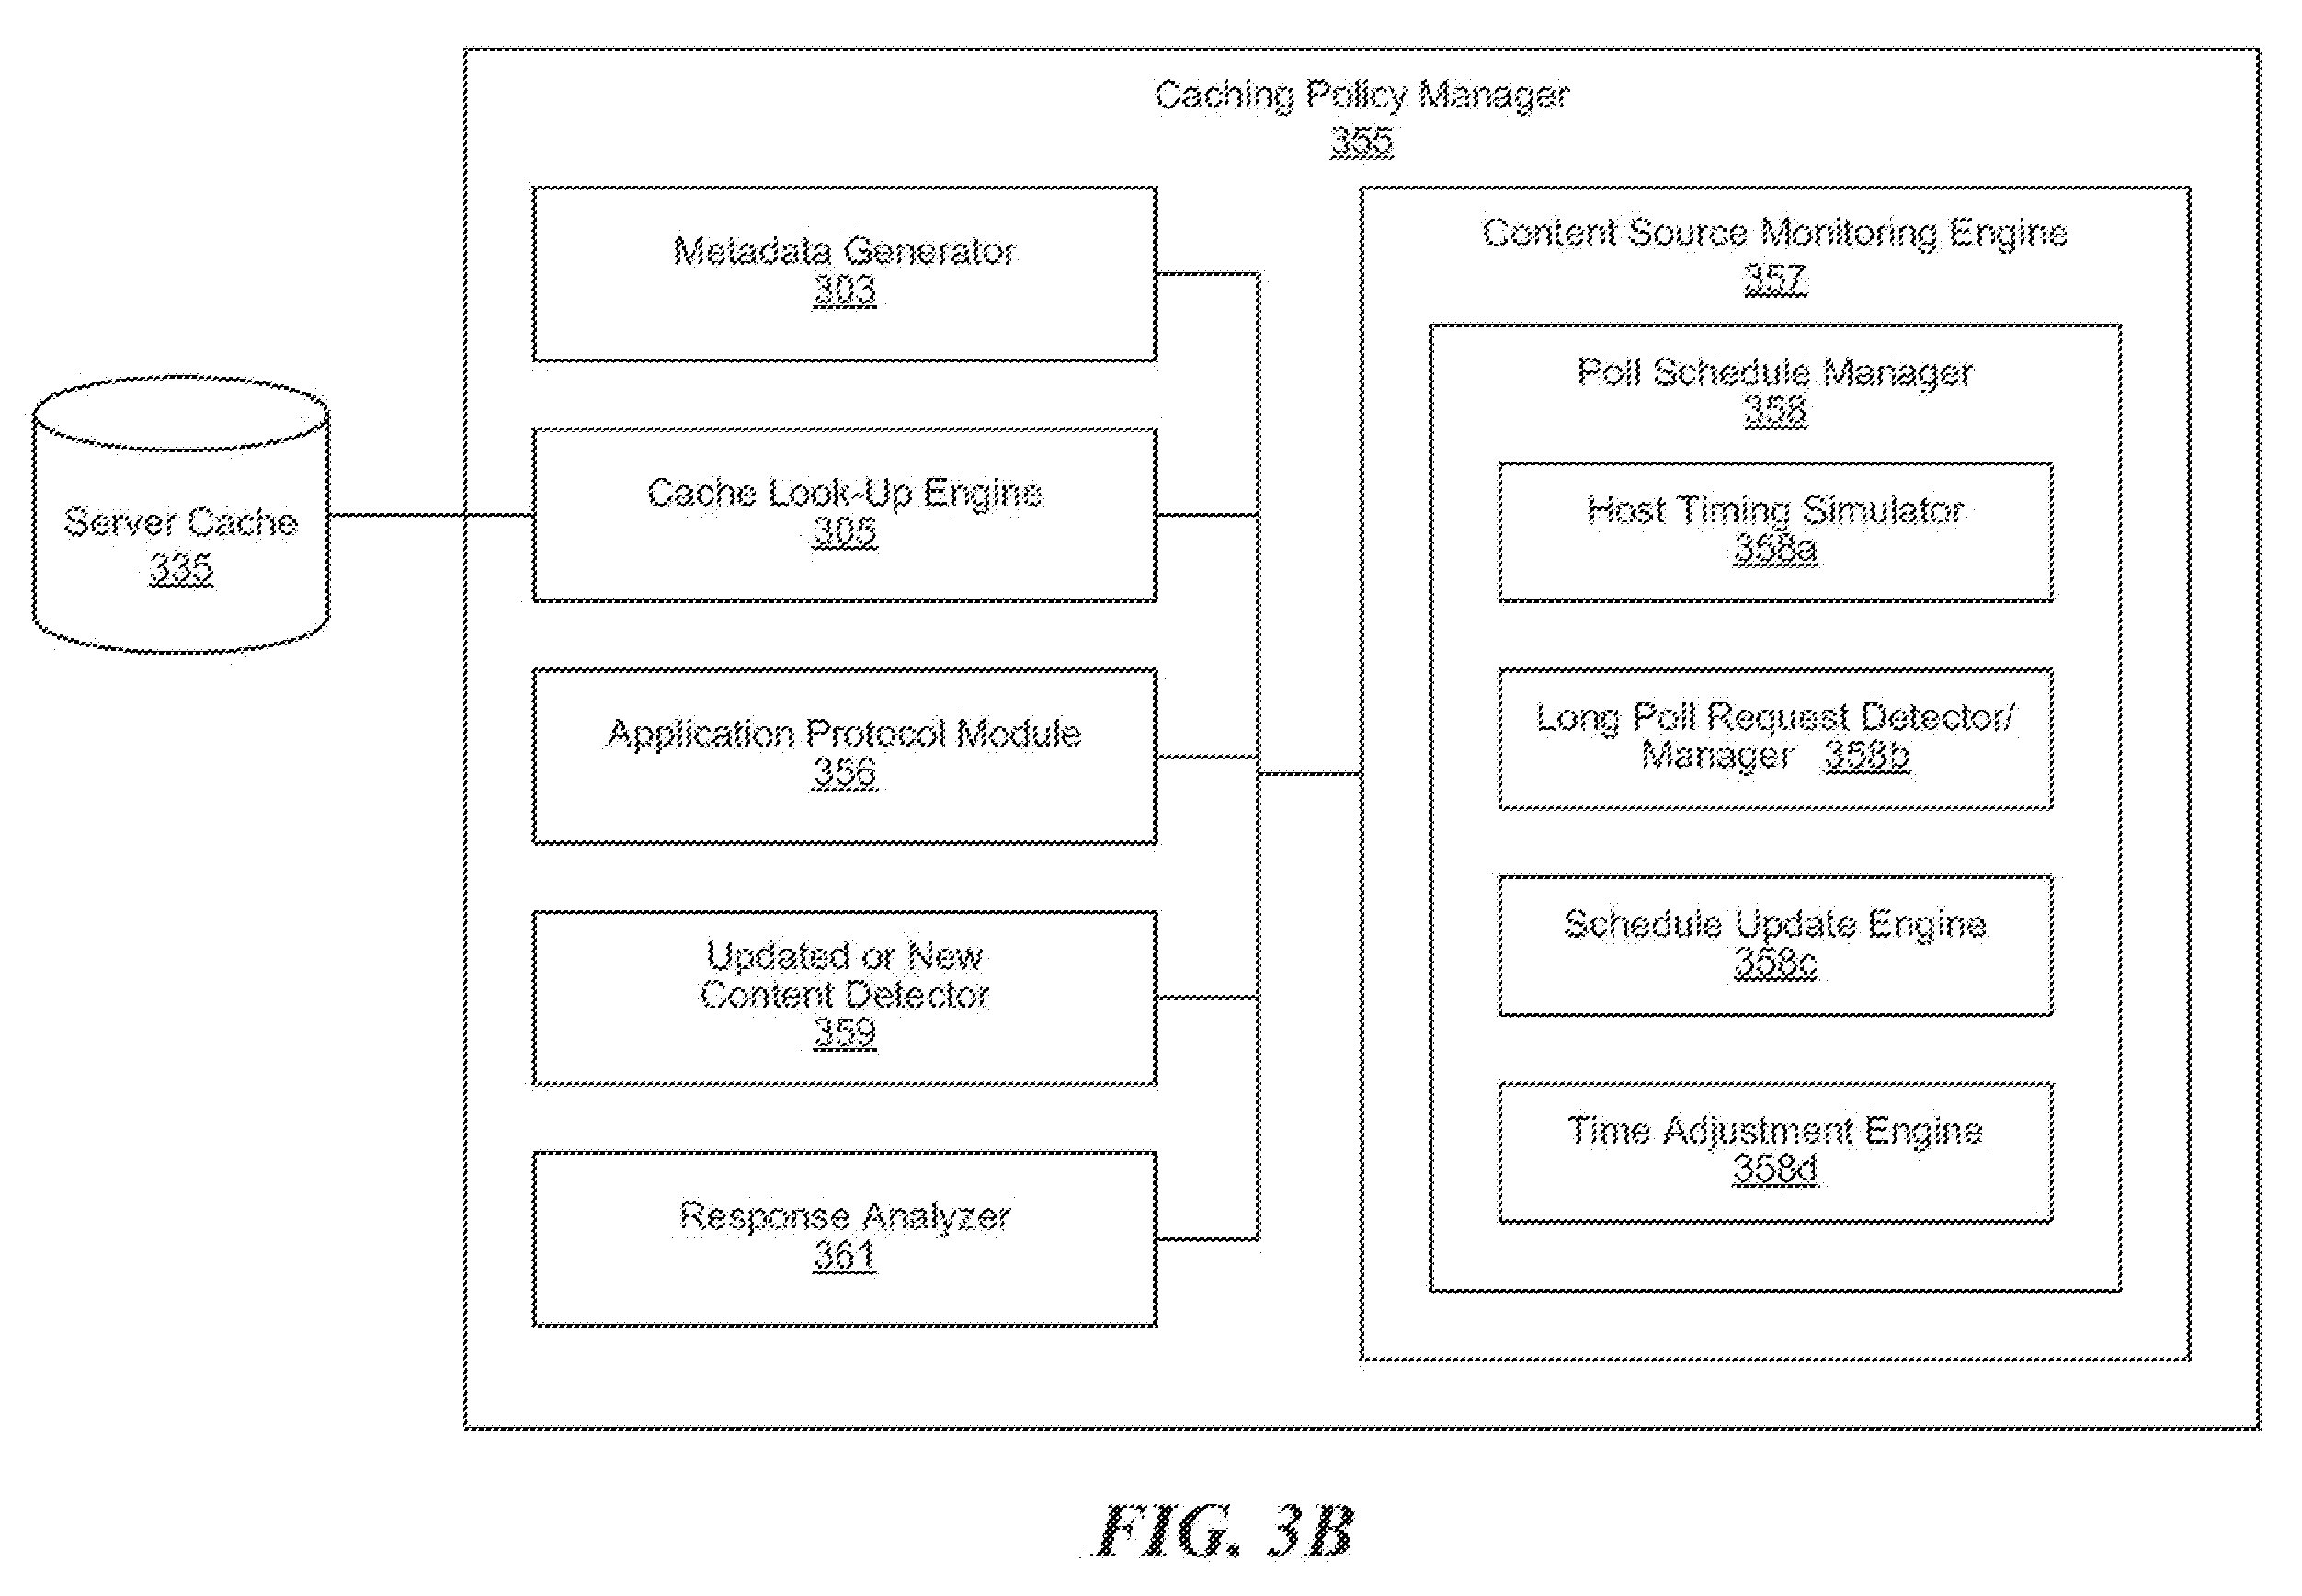 Caching Policy Manager
355
Metadata Generator
303
Cache Look-Up Engine
305
Application Protocol Module
356
Updated or New
Content Detector
359
Response Analyzer
361
Server Cache
335
Content Source Monitoring Engine
357
Poll Schedule Manager
358
Host Timing Simulator
358a
Long Poll Request Detector/
Manager 358b
Schedule Update Engine
358c
Time Adjustment Engine
358d
FIG. 3B